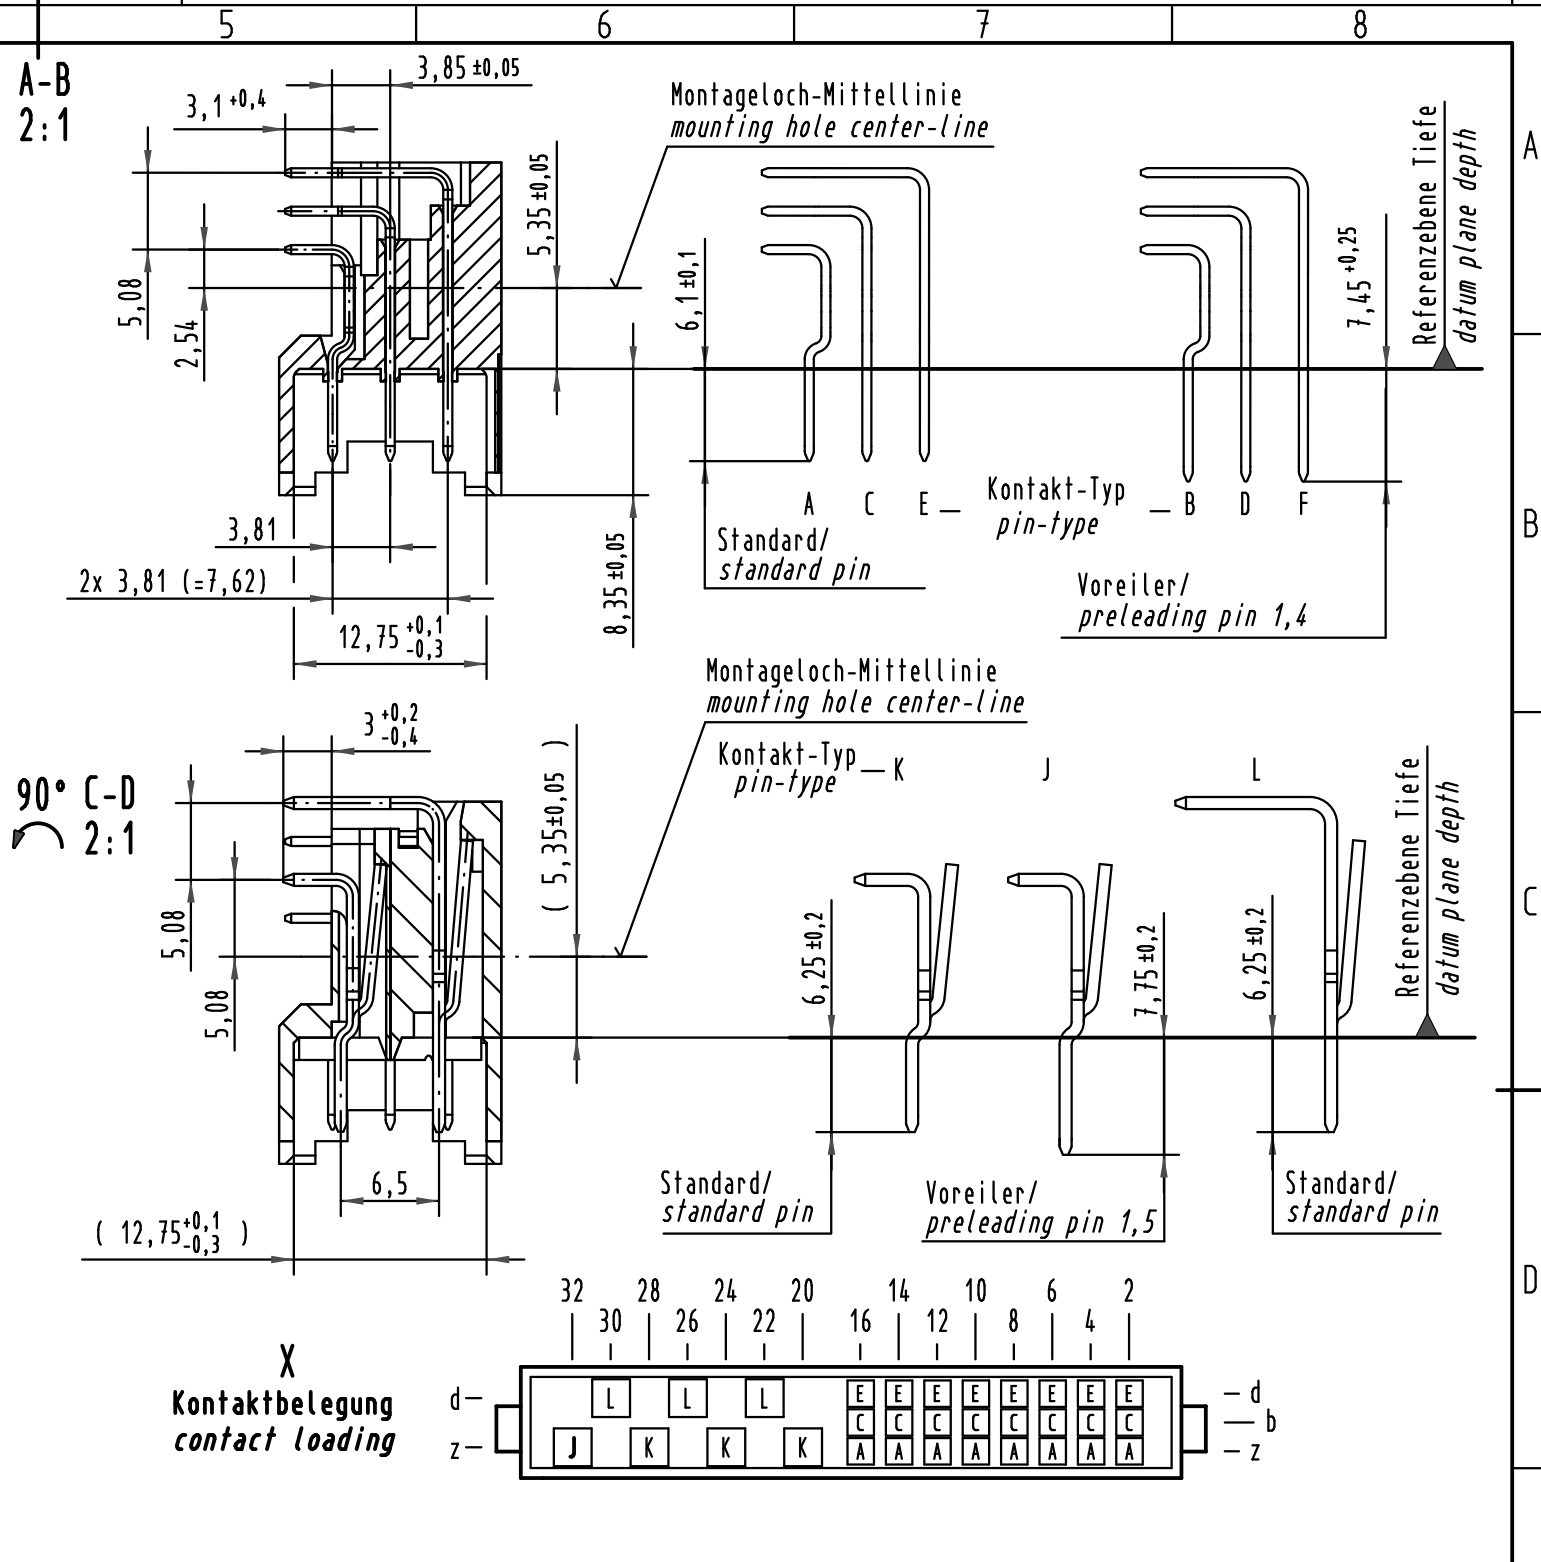 5 6 7 8
A-B
2:1
3,85 ±0,05
3,1 +0,4
Montageloch-Mittellinie
mounting hole center-line
5,35 ±0,05
5,08
2,54
6,1 ±0,1
7,45 +0,25
Referenzebene Tiefe
datum plane depth
A
B
C
D
A C E — Kontakt-Typ — B D F
pin-type
3,81
2x 3,81 (=7,62)
12,75 +0,1 -0,3
8,35 ±0,05
Standard/
standard pin
Voreiler/
preleading pin 1,4
Montageloch-Mittellinie
mounting hole center-line
90° C-D
2:1
3 +0,2 -0,4
( 5,35±0,05 )
Kontakt-Typ — K J L
pin-type
5,08
5,08
6,25 ±0,2
7,75 ±0,2
6,25 ±0,2
Referenzebene Tiefe
datum plane depth
6,5
( 12,75 +0,1 -0,3 )
Standard/
standard pin
Voreiler/
preleading pin 1,5
Standard/
standard pin
32 28 24 20 14 10 6 2
30 26 22 16 12 8 4
X
Kontaktbelegung
contact loading
d — L L L E E E E E E E E — d
C C C C C C C C — b
z — J K K K A A A A A A A A — z